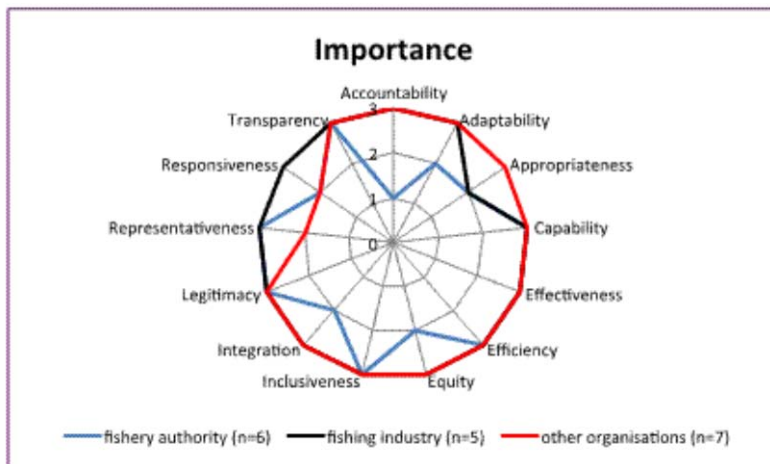 Importance
Accountability
3
Transparency
Adaptability
2
Responsiveness
Appropriateness
1
Representativeness
0
Capability
Legitimacy
Effectiveness
Integration
Efficiency
Inclusiveness
Equity
fishery authority (n=6)
fishing industry (n=5)
other organisations (n=7)